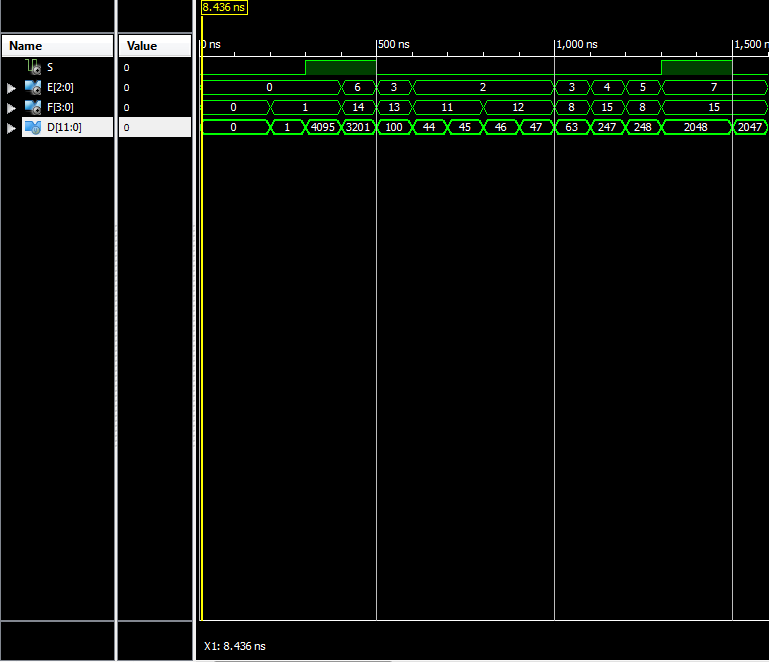 8.436 ns
Name Value 0 ns 500 ns 1,000 ns 1,500 n
S 0
E[2:0] 0 0 6 3 2 3 4 5 7
F[3:0] 0 0 1 14 13 11 12 8 15 8 15
D[11:0] 0 0 1 4095 3201 100 44 45 46 47 63 247 248 2048 2047
X1: 8.436 ns